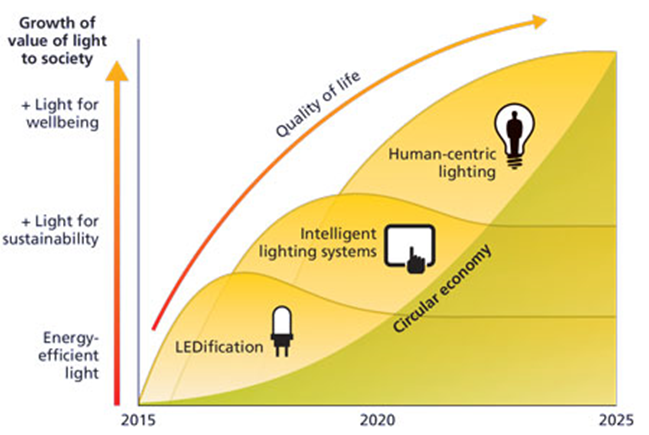 Growth of
value of light
to society
+ Light for
wellbeing
+ Light for
sustainability
Energy-
efficient
light
Quality of life
Human-centric
lighting
Intelligent
lighting systems
LEDification
Circular economy
2015
2020
2025